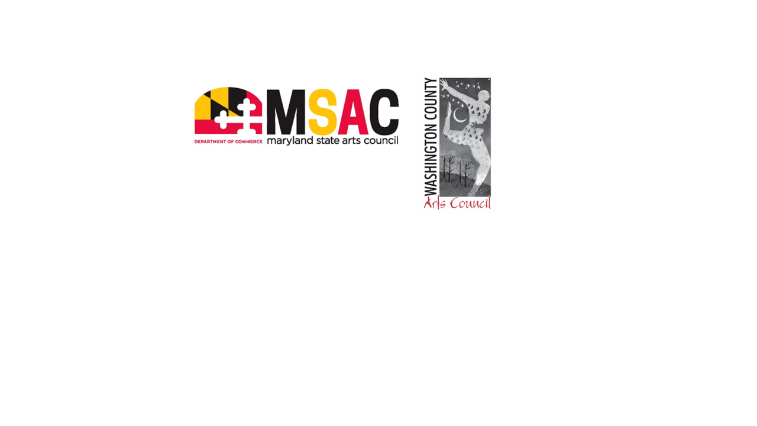 MSAC
DEPARTMENT OF COMMERCE
maryland state arts council
WASHINGTON COUNTY
Arts Council